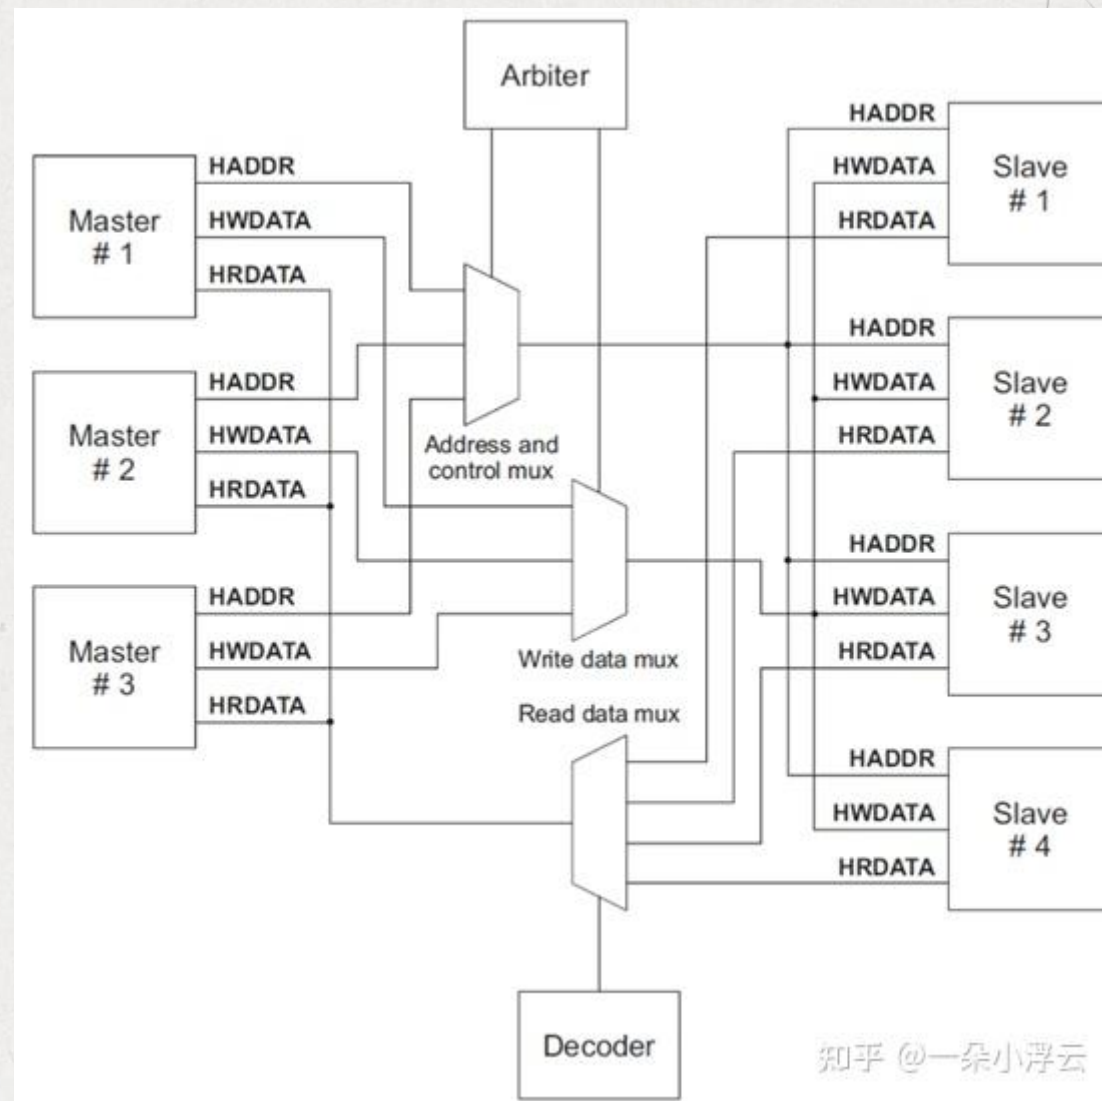 Arbiter
Master
# 1
HADDR
HWDATA
HRDATA
Master
# 2
HADDR
HWDATA
HRDATA
Master
# 3
HADDR
HWDATA
HRDATA
Address and
control mux
Write data mux
Read data mux
HADDR
HWDATA
HRDATA
Slave
# 1
HADDR
HWDATA
HRDATA
Slave
# 2
HADDR
HWDATA
HRDATA
Slave
# 3
HADDR
HWDATA
HRDATA
Slave
# 4
Decoder
知乎 @一朵小浮云